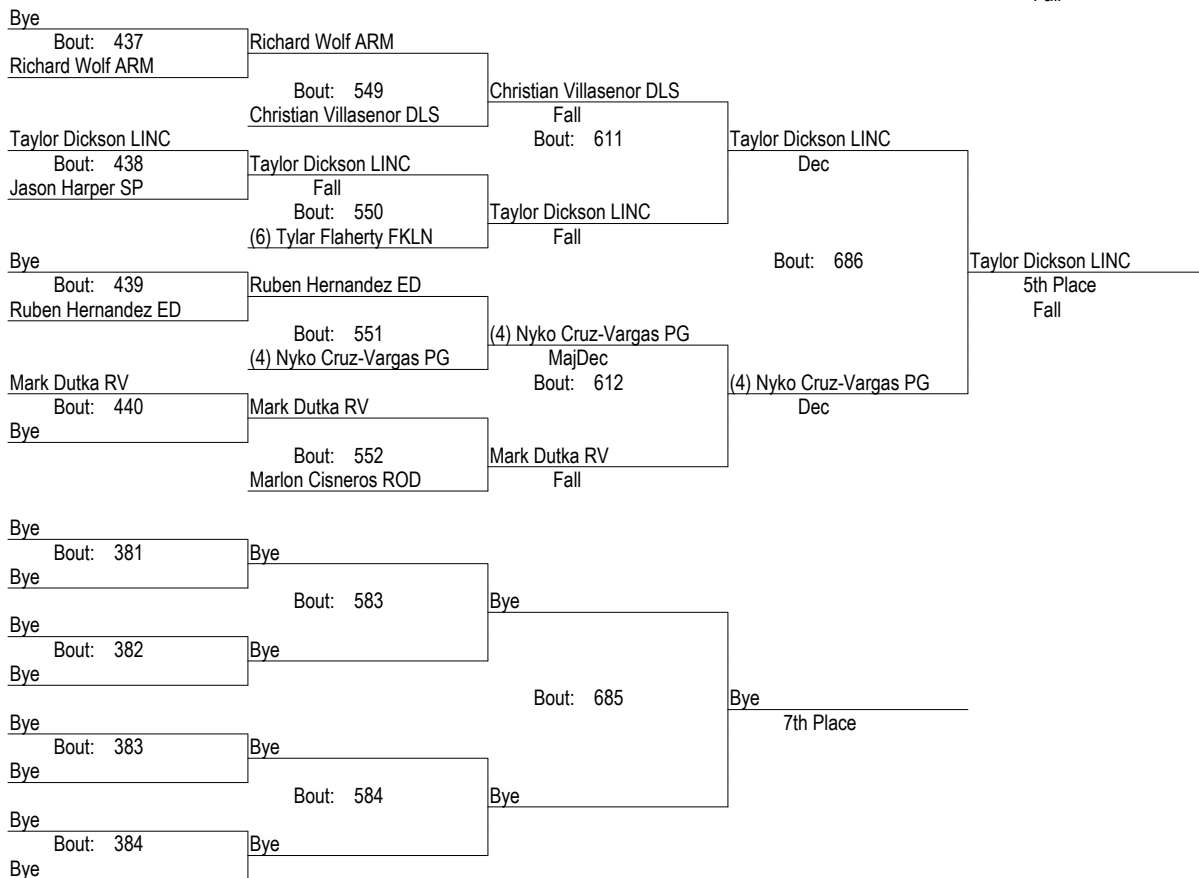 Fall
Bye
Bout: 437
Richard Wolf ARM
Richard Wolf ARM
Bout: 549
Christian Villasenor DLS
Christian Villasenor DLS
Fall
Bout: 611
Taylor Dickson LINC
Bout: 438
Jason Harper SP
Taylor Dickson LINC
Fall
Bout: 550
(6) Tylar Flaherty FKLN
Taylor Dickson LINC
Fall
Taylor Dickson LINC
Dec
Bout: 686
Taylor Dickson LINC
5th Place
Fall
Bye
Bout: 439
Ruben Hernandez ED
Ruben Hernandez ED
Bout: 551
(4) Nyko Cruz-Vargas PG
(4) Nyko Cruz-Vargas PG
MajDec
Bout: 612
(4) Nyko Cruz-Vargas PG
Dec
Mark Dutka RV
Bout: 440
Bye
Mark Dutka RV
Bout: 552
Marlon Cisneros ROD
Mark Dutka RV
Fall
Bye
Bout: 381
Bye
Bye
Bout: 583
Bye
Bye
Bout: 382
Bye
Bye
Bout: 685
Bye
7th Place
Bye
Bout: 383
Bye
Bye
Bout: 584
Bye
Bye
Bout: 384
Bye
Bye